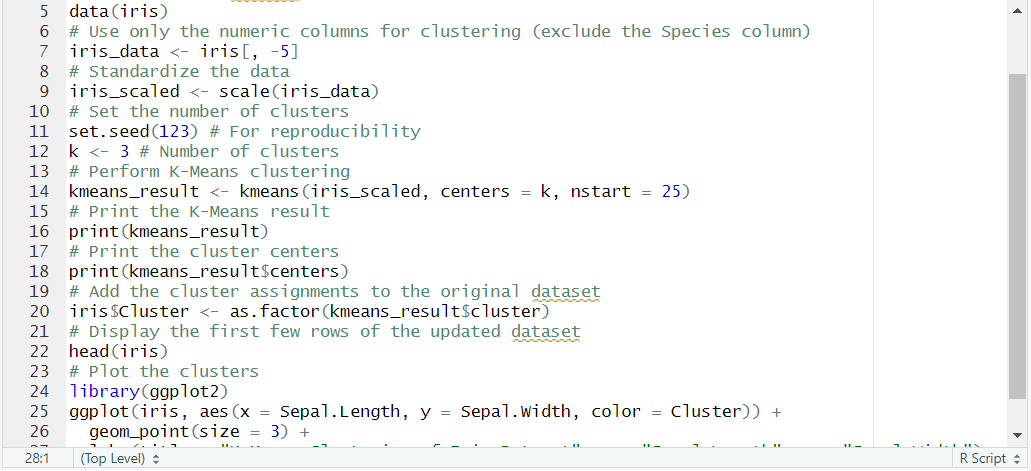 5 data(iris)
6 # Use only the numeric columns for clustering (exclude the Species column)
7 iris_data <- iris[, -5]
8 # Standardize the data
9 iris_scaled <- scale(iris_data)
10 # Set the number of clusters
11 set.seed(123) # For reproducibility
12 k <- 3 # Number of clusters
13 # Perform K-Means clustering
14 kmeans_result <- kmeans(iris_scaled, centers = k, nstart = 25)
15 # Print the K-Means result
16 print(kmeans_result)
17 # Print the cluster centers
18 print(kmeans_result$centers)
19 # Add the cluster assignments to the original dataset
20 iris$Cluster <- as.factor(kmeans_result$cluster)
21 # Display the first few rows of the updated dataset
22 head(iris)
23 # Plot the clusters
24 library(ggplot2)
25 ggplot(iris, aes(x = Sepal.Length, y = Sepal.Width, color = Cluster)) +
26 geom_point(size = 3) +
28:1 (Top Level) R Script